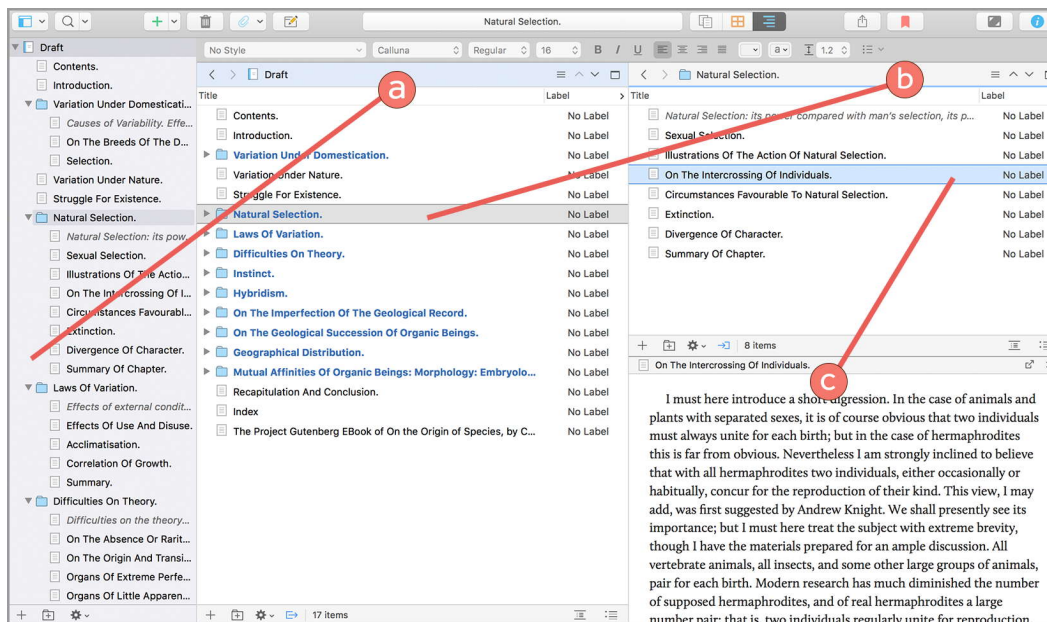 Natural Selection.
No Style
Calluna
Regular
16
B I U
a
1.2
Draft
Contents.
Introduction.
Variation Under Domesticati...
Causes of Variability. Effe...
On The Breeds Of The D...
Selection.
Variation Under Nature.
Struggle For Existence.
Natural Selection.
Natural Selection: its pow...
Sexual Selection.
Illustrations Of The Actio...
On The Intercrossing Of I...
Circumstances Favourabl...
Extinction.
Divergence Of Character.
Summary Of Chapter.
Laws Of Variation.
Effects of external condit...
Effects Of Use And Disuse.
Acclimatisation.
Correlation Of Growth.
Summary.
Difficulties On Theory.
Difficulties on the theory...
On The Absence Or Rarit...
On The Origin And Transi...
Organs Of Extreme Perfe...
Organs Of Little Apparen...
Draft
Title Label
Contents. No Label
Introduction. No Label
Variation Under Domestication. No Label
Variation Under Nature. No Label
Struggle For Existence. No Label
Natural Selection. No Label
Laws Of Variation. No Label
Difficulties On Theory. No Label
Instinct. No Label
Hybridism. No Label
On The Imperfection Of The Geological Record. No Label
On The Geological Succession Of Organic Beings. No Label
Geographical Distribution. No Label
Mutual Affinities Of Organic Beings: Morphology: Embryolo... No Label
Recapitulation And Conclusion. No Label
Index No Label
The Project Gutenberg EBook of On the Origin of Species, by C... No Label
17 items
a
b
c
Natural Selection.
Title Label
Natural Selection: its power compared with man's selection, its p... No Label
Sexual Selection. No Label
Illustrations Of The Action Of Natural Selection. No Label
On The Intercrossing Of Individuals. No Label
Circumstances Favourable To Natural Selection. No Label
Extinction. No Label
Divergence Of Character. No Label
Summary Of Chapter. No Label
8 items
On The Intercrossing Of Individuals.
I must here introduce a short digression. In the case of animals and
plants with separated sexes, it is of course obvious that two individuals
must always unite for each birth; but in the case of hermaphrodites
this is far from obvious. Nevertheless I am strongly inclined to believe
that with all hermaphrodites two individuals, either occasionally or
habitually, concur for the reproduction of their kind. This view, I may
add, was first suggested by Andrew Knight. We shall presently see its
importance; but I must here treat the subject with extreme brevity,
though I have the materials prepared for an ample discussion. All
vertebrate animals, all insects, and some other large groups of animals,
pair for each birth. Modern research has much diminished the number
of supposed hermaphrodites, and of real hermaphrodites a large
number pair; that is, two individuals regularly unite for reproduction,